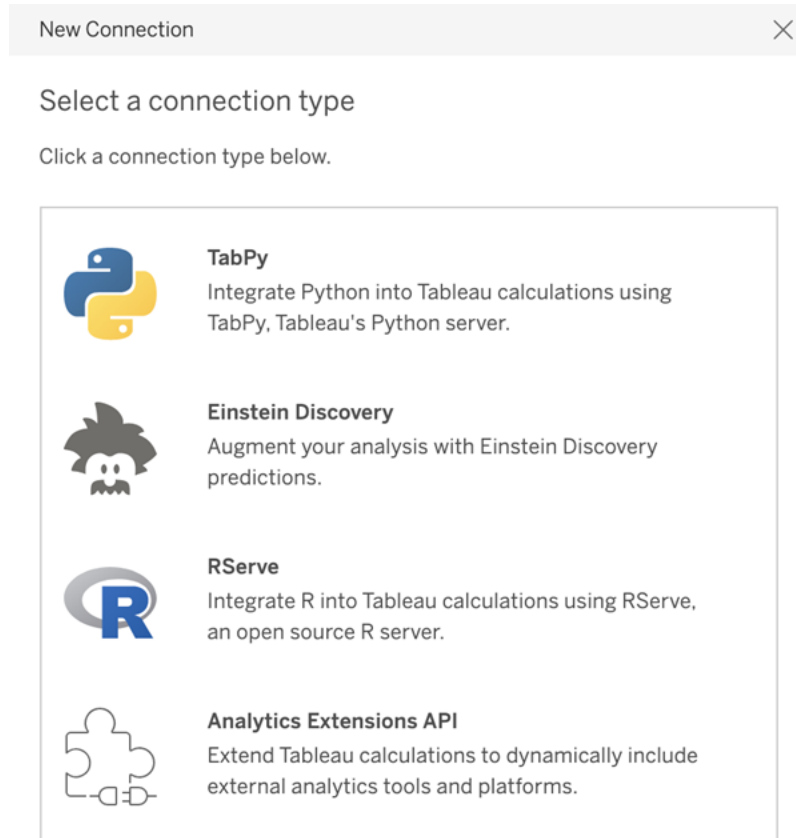 New Connection
Select a connection type
Click a connection type below.
TabPy
Integrate Python into Tableau calculations using
TabPy, Tableau's Python server.
Einstein Discovery
Augment your analysis with Einstein Discovery
predictions.
RServe
Integrate R into Tableau calculations using RServe,
an open source R server.
Analytics Extensions API
Extend Tableau calculations to dynamically include
external analytics tools and platforms.